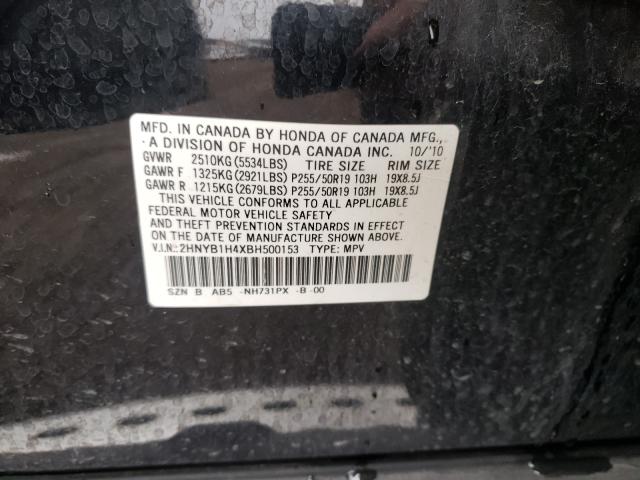 MFD. IN CANADA BY HONDA OF CANADA MFG.,
A DIVISION OF HONDA CANADA INC. 10/'10
GVWR 2510KG (5534LBS) TIRE SIZE RIM SIZE
GAWR F 1325KG (2921LBS) P255/50R19 103H 19X8.5J
GAWR R 1215KG (2679LBS) P255/50R19 103H 19X8.5J
THIS VEHICLE CONFORMS TO ALL APPLICABLE
FEDERAL MOTOR VEHICLE SAFETY
AND THEFT PREVENTION STANDARDS IN EFFECT
ON THE DATE OF MANUFACTURE SHOWN ABOVE.
V.I.N.:2HNYB1H4XBH500153 TYPE: MPV
SZN B AB5 -NH731PX -B-00